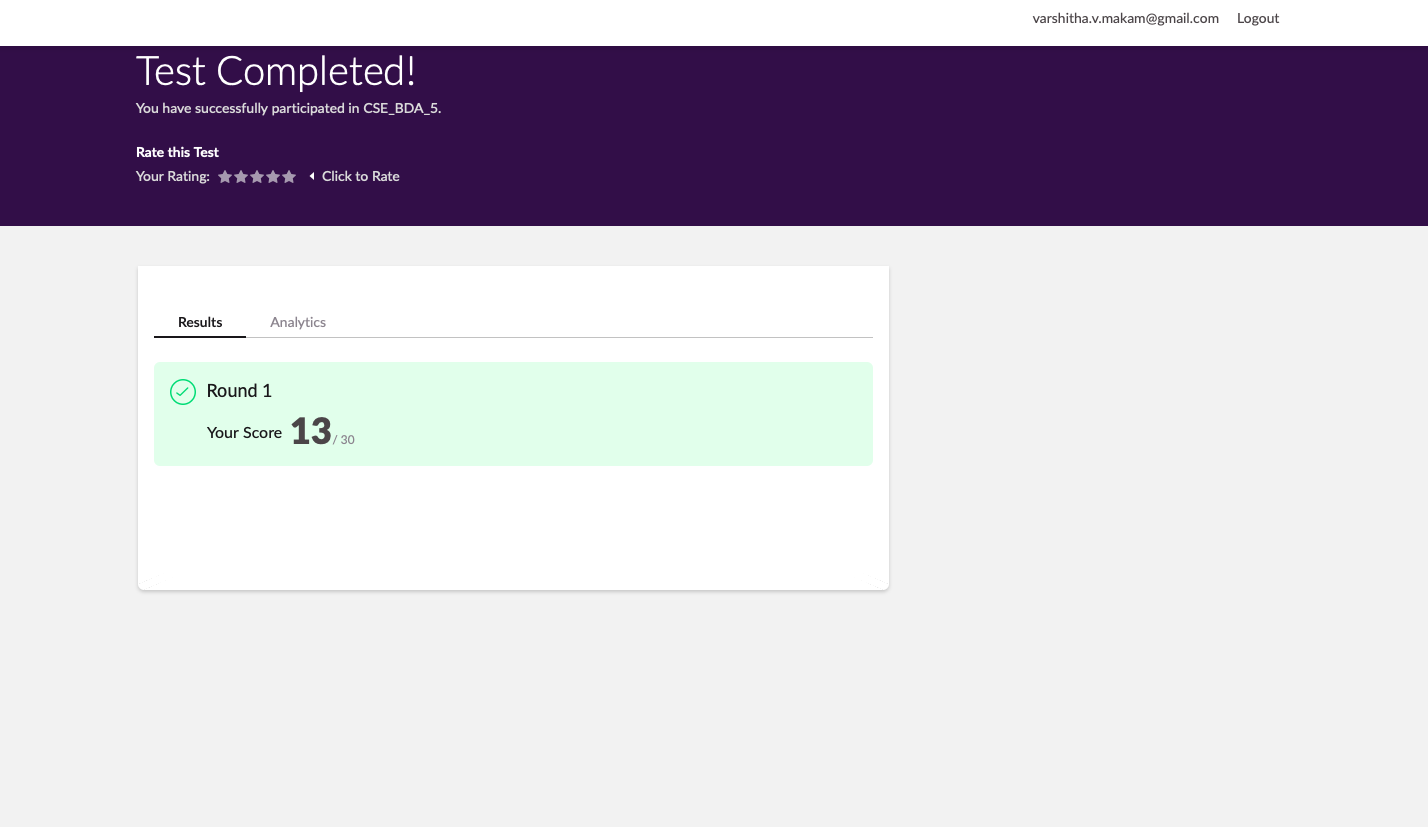 varshitha.v.makam@gmail.com Logout
Test Completed!
You have successfully participated in CSE_BDA_5.
Rate this Test
Your Rating: Click to Rate
Results Analytics
Round 1
Your Score 13 / 30